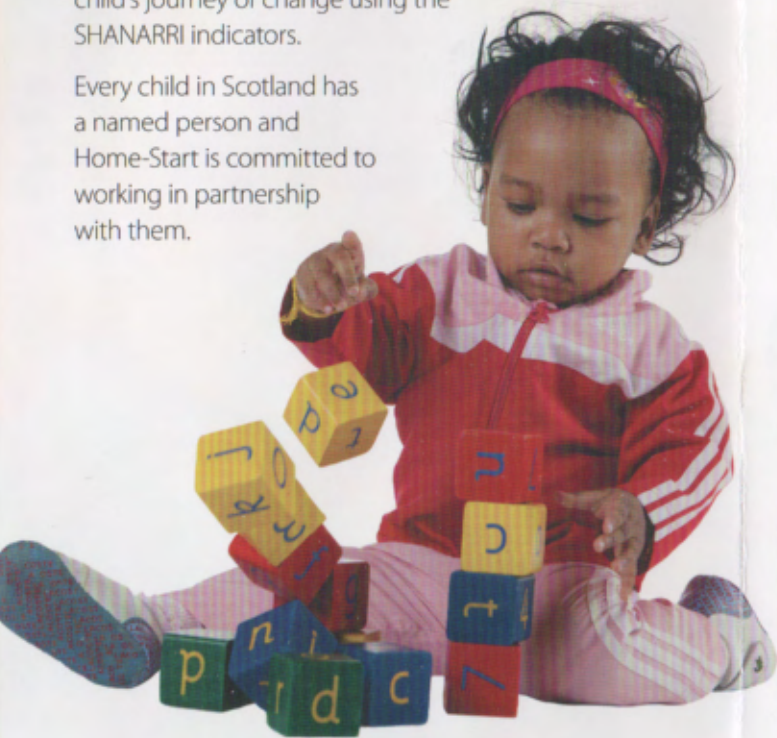 child's journey of change using the
SHANARRI indicators.
Every child in Scotland has
a named person and
Home-Start is committed to
working in partnership
with them.
e
d
j
k
n
c
t
7
p
n
d
c